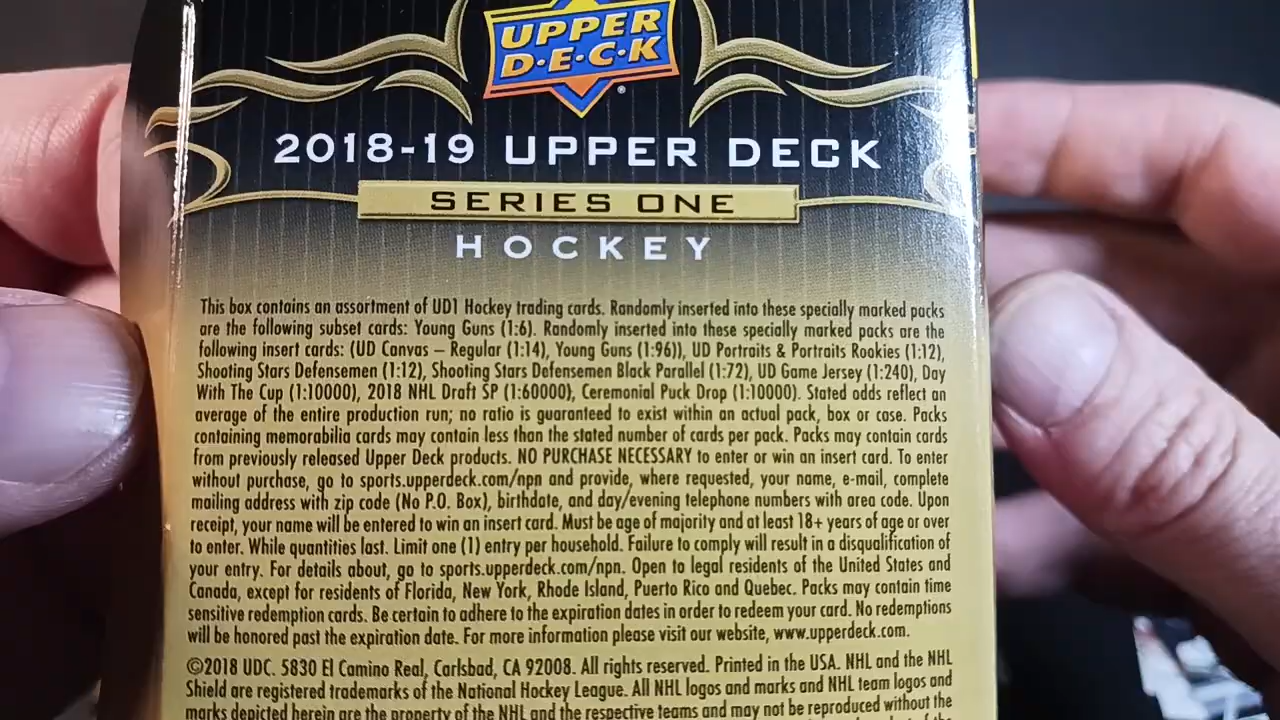 UPPER
D·E·C·K
®
2018-19 UPPER DECK
SERIES ONE
HOCKEY
This box contains an assortment of UD1 Hockey trading cards. Randomly inserted into these specially marked packs
are the following subset cards: Young Guns (1:6). Randomly inserted into these specially marked packs are the
following insert cards: (UD Canvas – Regular (1:14), Young Guns (1:96)), UD Portraits & Portraits Rookies (1:12),
Shooting Stars Defensemen (1:12), Shooting Stars Defensemen Black Parallel (1:72), UD Game Jersey (1:240), Day
With The Cup (1:10000), 2018 NHL Draft SP (1:60000), Ceremonial Puck Drop (1:10000). Stated odds reflect an
average of the entire production run; no ratio is guaranteed to exist within an actual pack, box or case. Packs
containing memorabilia cards may contain less than the stated number of cards per pack. Packs may contain cards
from previously released Upper Deck products. NO PURCHASE NECESSARY to enter or win an insert card. To enter
without purchase, go to sports.upperdeck.com/npn and provide, where requested, your name, e-mail, complete
mailing address with zip code (No P.O. Box), birthdate, and day/evening telephone numbers with area code. Upon
receipt, your name will be entered to win an insert card. Must be age of majority and at least 18+ years of age or over
to enter. While quantities last. Limit one (1) entry per household. Failure to comply will result in a disqualification of
your entry. For details about, go to sports.upperdeck.com/npn. Open to legal residents of the United States and
Canada, except for residents of Florida, New York, Rhode Island, Puerto Rico and Quebec. Packs may contain time
sensitive redemption cards. Be certain to adhere to the expiration dates in order to redeem your card. No redemptions
will be honored past the expiration date. For more information please visit our website, www.upperdeck.com.
©2018 UDC. 5830 El Camino Real, Carlsbad, CA 92008. All rights reserved. Printed in the USA. NHL and the NHL
Shield are registered trademarks of the National Hockey League. All NHL logos and marks and NHL team logos and
marks depicted herein are the property of the NHL and the respective teams and may not be reproduced without the